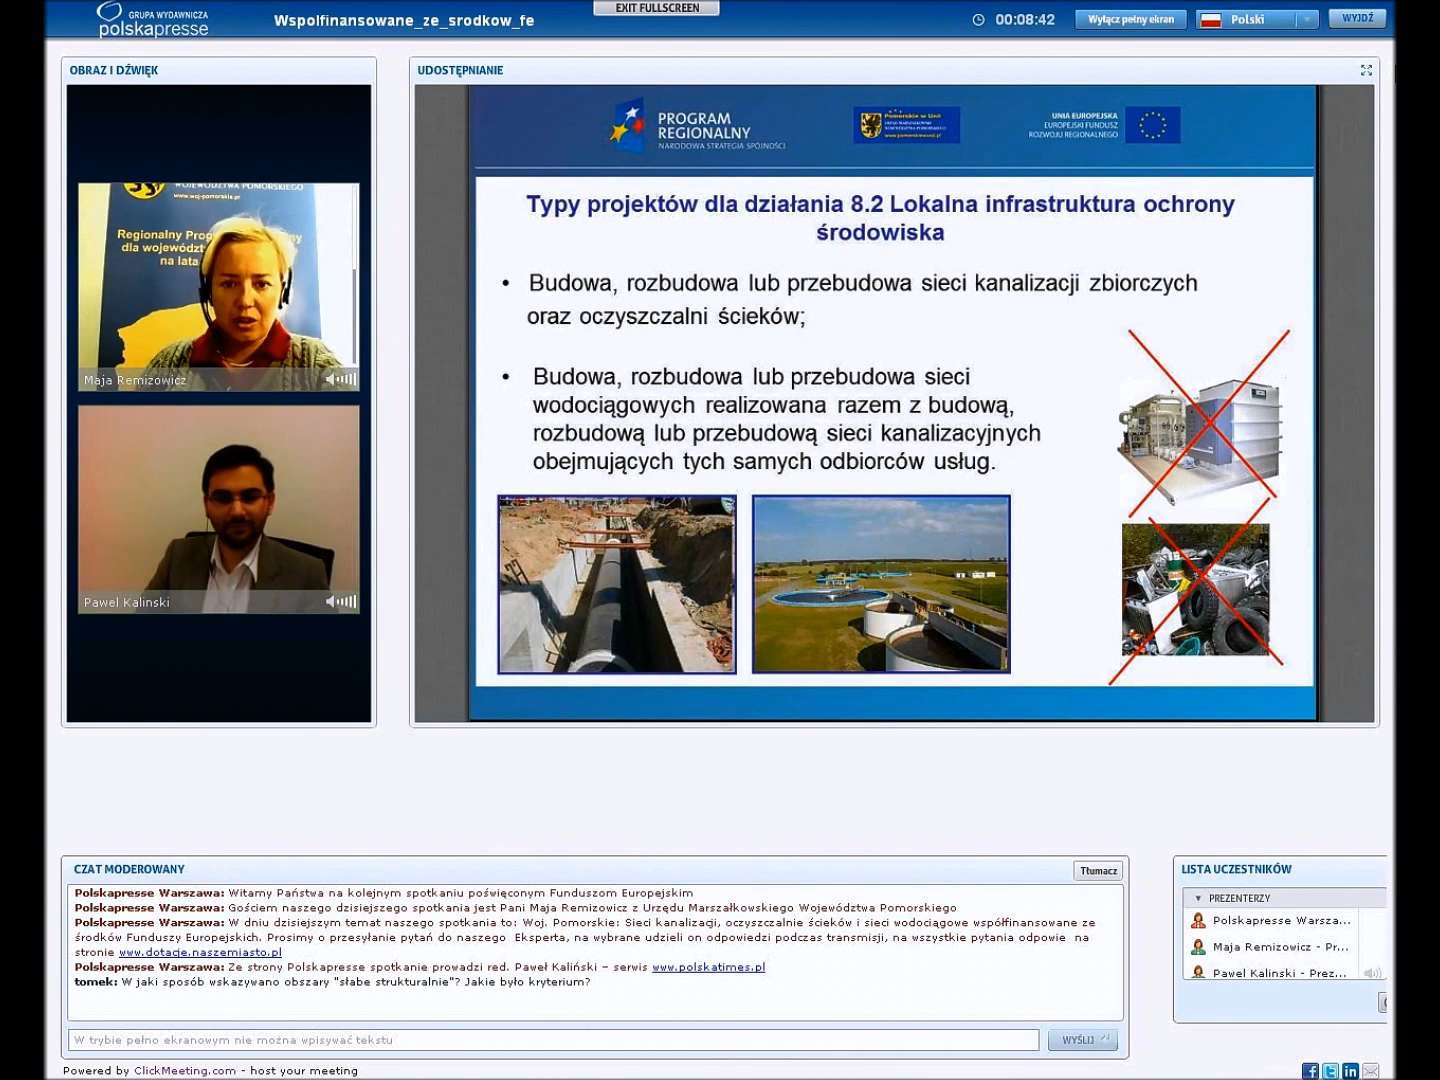 GRUPA WYDAWNICZA
polskapresse
Wspolfinansowane_ze_srodkow_fe
EXIT FULLSCREEN
00:08:42
Wyłącz pełny ekran
Polski
WYJDŹ
OBRAZ I DŹWIĘK
WOJEWÓDZTWA POMORSKIEGO
www.woj-pomorskie.pl
Regionalny
dla
na lata
Maja Remizowicz
Pawel Kalinski
UDOSTĘPNIANIE
PROGRAM
REGIONALNY
NARODOWA STRATEGIA SPÓJNOŚCI
Pomorskie w Unii
UNIA EUROPEJSKA
EUROPEJSKI FUNDUSZ
ROZWOJU REGIONALNEGO
Typy projektów dla działania 8.2 Lokalna infrastruktura ochrony
środowiska
• Budowa, rozbudowa lub przebudowa sieci kanalizacji zbiorczych
oraz oczyszczalni ścieków;
• Budowa, rozbudowa lub przebudowa sieci
wodociągowych realizowana razem z budową,
rozbudową lub przebudową sieci kanalizacyjnych
obejmujących tych samych odbiorców usług.
CZAT MODEROWANY
Tłumacz
Polskapresse Warszawa: Witamy Państwa na kolejnym spotkaniu poświęconym Funduszom Europejskim
Polskapresse Warszawa: Gościem naszego dzisiejszego spotkania jest Pani Maja Remizowicz z Urzędu Marszałkowskiego Województwa Pomorskiego
Polskapresse Warszawa: W dniu dzisiejszym temat naszego spotkania to: Woj. Pomorskie: Sieci kanalizacji, oczyszczalnie ścieków i sieci wodociągowe współfinansowane ze
środków Funduszy Europejskich. Prosimy o przesyłanie pytań do naszego Eksperta, na wybrane udzieli on odpowiedzi podczas transmisji, na wszystkie pytania odpowie na
stronie www.dotacje.naszemiasto.pl
Polskapresse Warszawa: Ze strony Polskapresse spotkanie prowadzi red. Paweł Kaliński – serwis www.polskatimes.pl
tomek: W jaki sposób wskazywano obszary "słabe strukturalnie"? Jakie było kryterium?
W trybie pełno ekranowym nie można wpisywać tekstu
WYŚLIJ
LISTA UCZESTNIKÓW
PREZENTERZY
Polskapresse Warsza...
Maja Remizowicz - Pr...
Pawel Kalinski - Prez...
Powered by ClickMeeting.com - host your meeting